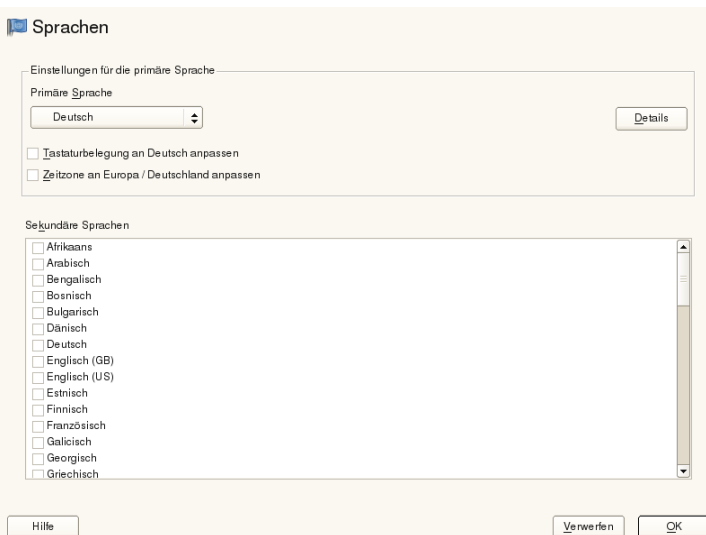 Sprachen
Einstellungen für die primäre Sprache
Primäre Sprache
Deutsch
Details
Tastaturbelegung an Deutsch anpassen
Zeitzone an Europa / Deutschland anpassen
Sekundäre Sprachen
Afrikaans
Arabisch
Bengalisch
Bosnisch
Bulgarisch
Dänisch
Deutsch
Englisch (GB)
Englisch (US)
Estnisch
Finnisch
Französisch
Galicisch
Georgisch
Griechisch
Hilfe
Verwerfen
OK